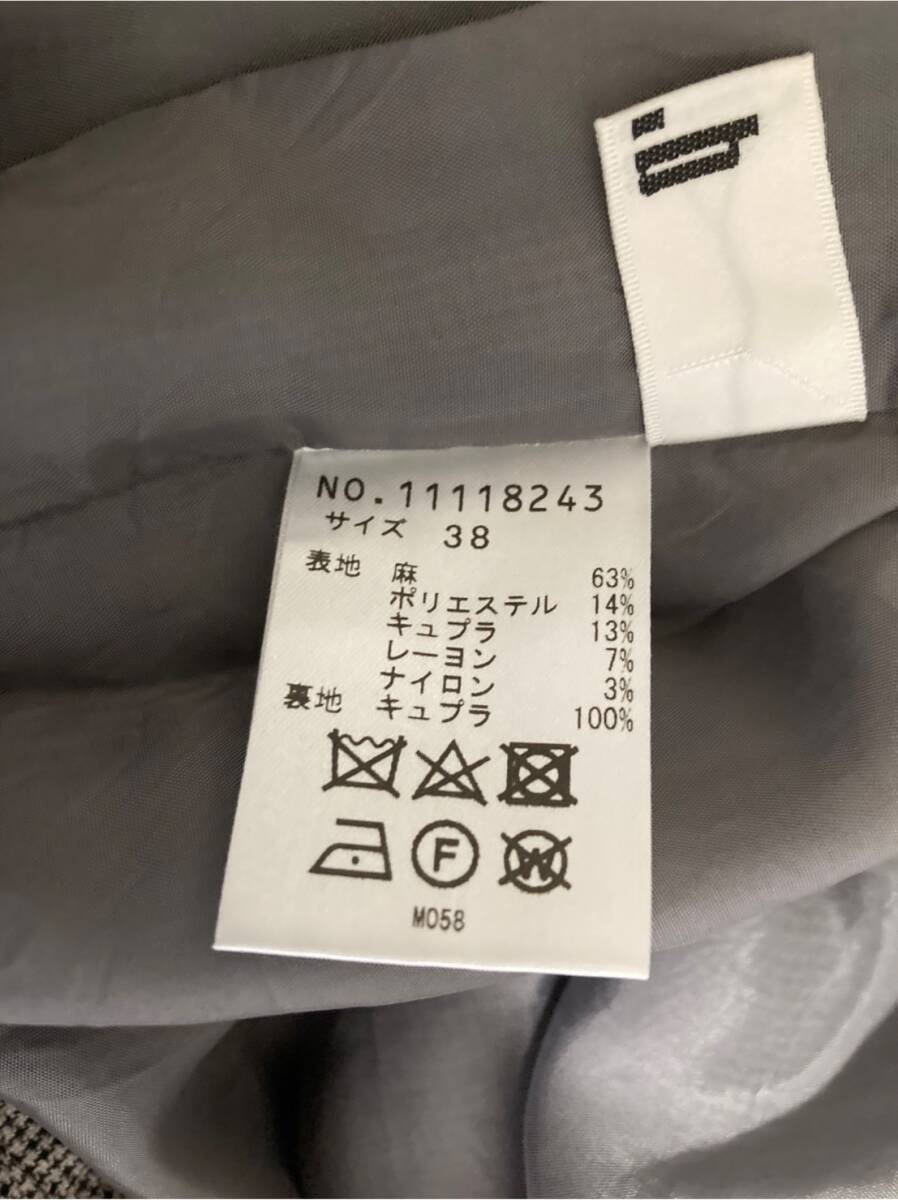 NO.11118243
サイズ 38
表地 麻 63%
ポリエステル 14%
キュプラ 13%
レーヨン 7%
ナイロン 3%
裏地 キュプラ 100%
F
W
M058